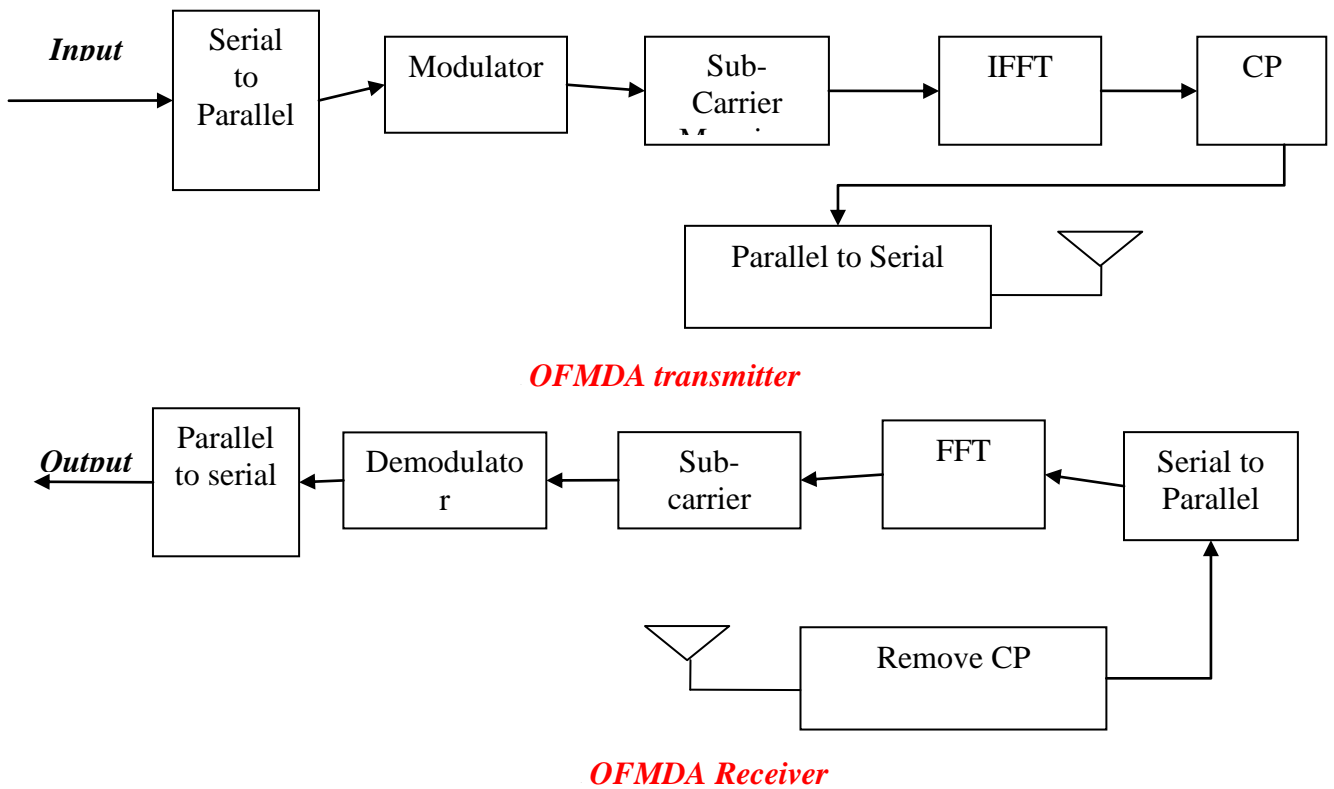 Input
Serial
to
Parallel
Modulator
Sub-
Carrier
IFFT
CP
Parallel to Serial
OFMDA transmitter
Output
Parallel
to serial
Demodulato
r
Sub-
carrier
FFT
Serial to
Parallel
Remove CP
OFMDA Receiver